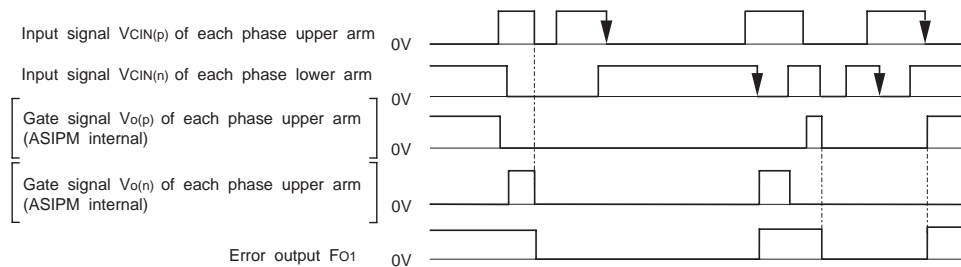 Input signal VCIN(p) of each phase upper arm 0V
Input signal VCIN(n) of each phase lower arm 0V
Gate signal Vo(p) of each phase upper arm
(ASIPM internal) 0V
Gate signal Vo(n) of each phase upper arm
(ASIPM internal) 0V
Error output FO1 0V